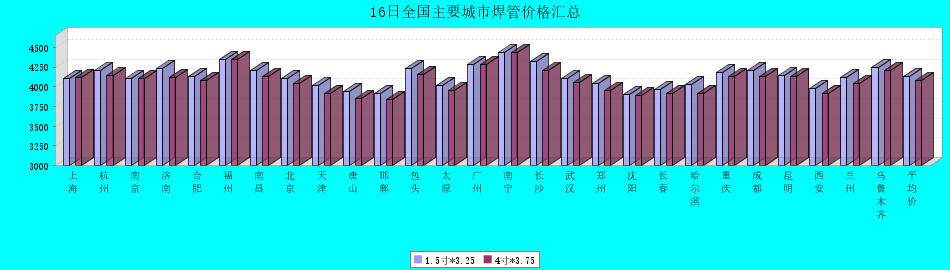 16日全国主要城市焊管价格汇总
4500
4250
4000
3750
3500
3250
3000
上海 杭州 南京 济南 合肥 福州 南昌 北京 天津 唐山 邯郸 包头 太原 广州 南宁 长沙 武汉 郑州 沈阳 长春 哈尔滨 重庆 成都 昆明 西安 兰州 乌鲁木齐 平均价
1.5寸*3.25 4寸*3.75